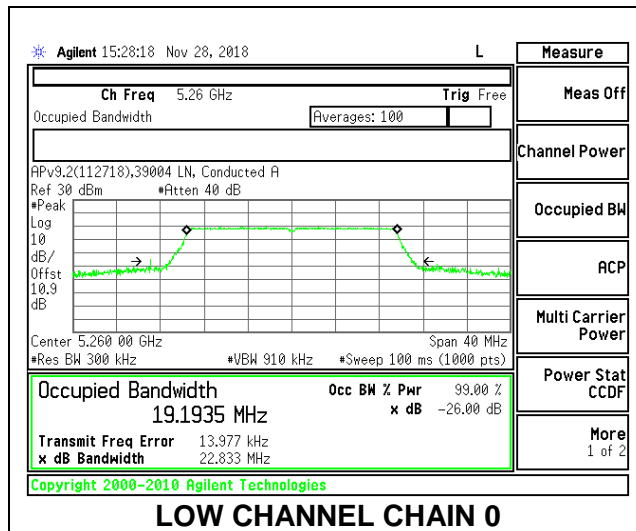 Agilent 15:28:18 Nov 28, 2018 L Measure
Ch Freq 5.26 GHz Trig Free
Meas Off
Occupied Bandwidth Averages: 100
Channel Power
APv9.2(112718),39004 LN, Conducted A
Ref 30 dBm #Atten 40 dB
#Peak
Log
10
dB/
Offst
10.9
dB
Occupied BW
ACP
Center 5.260 00 GHz Span 40 MHz
#Res BW 300 kHz #VBW 910 kHz #Sweep 100 ms (1000 pts)
Multi Carrier
Power
Occupied Bandwidth Occ BW % Pwr 99.00 %
19.1935 MHz x dB -26.00 dB
Transmit Freq Error 13.977 kHz
x dB Bandwidth 22.833 MHz
Power Stat
CCDF
More
1 of 2
Copyright 2000-2010 Agilent Technologies
LOW CHANNEL CHAIN 0